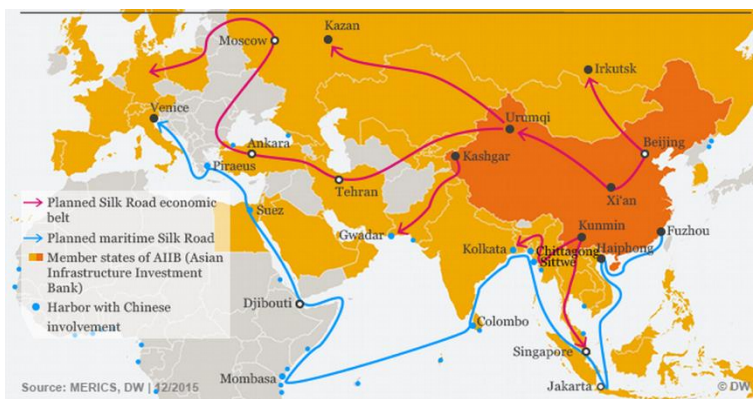 Kazan
Moscow
Irkutsk
Venice
Urumqi
Ankara
Beijing
Kashgar
Piraeus
Tehran
Xi'an
Planned Silk Road economic
belt
Suez
Kunmin
Fuzhou
Gwadar
Planned maritime Silk Road
Kolkata
Chittagong
Haiphong
Member states of AIIB (Asian
Infrastructure Investment
Bank)
Sittwe
Djibouti
Harbor with Chinese
involvement
Colombo
Singapore
Mombasa
Jakarta
Source: MERICS, DW | 12/2015
© DW